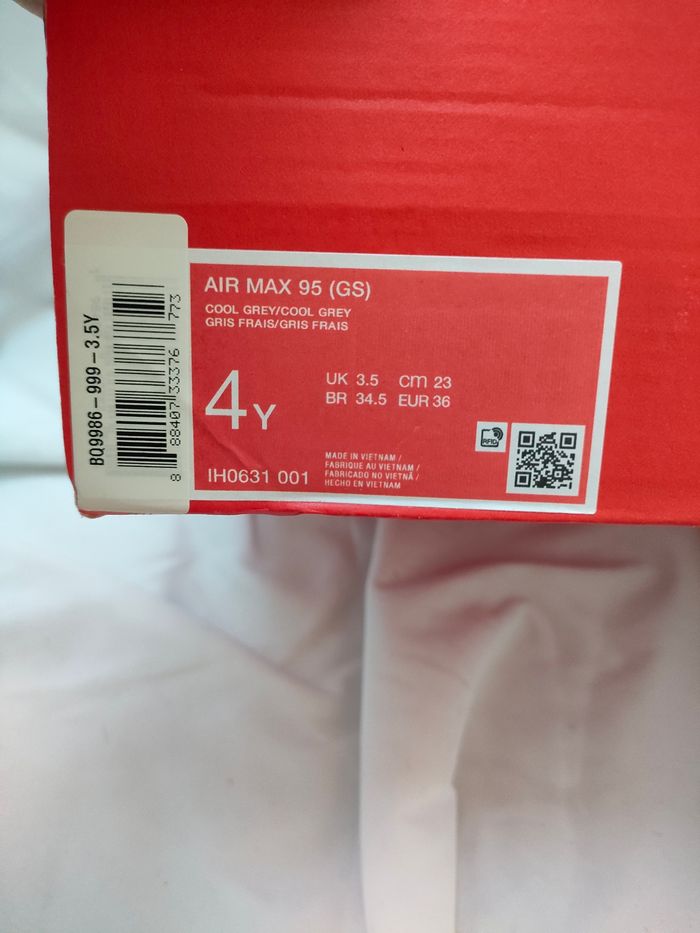 BQ9986-999-3.5Y
8 88407 33376 773
AIR MAX 95 (GS)
COOL GREY/COOL GREY
GRIS FRAIS/GRIS FRAIS
4Y
UK 3.5 cm 23
BR 34.5 EUR 36
RFID
IH0631 001
MADE IN VIETNAM /
FABRIQUE AU VIETNAM /
FABRICADO NO VIETNÃ /
HECHO EN VIETNAM